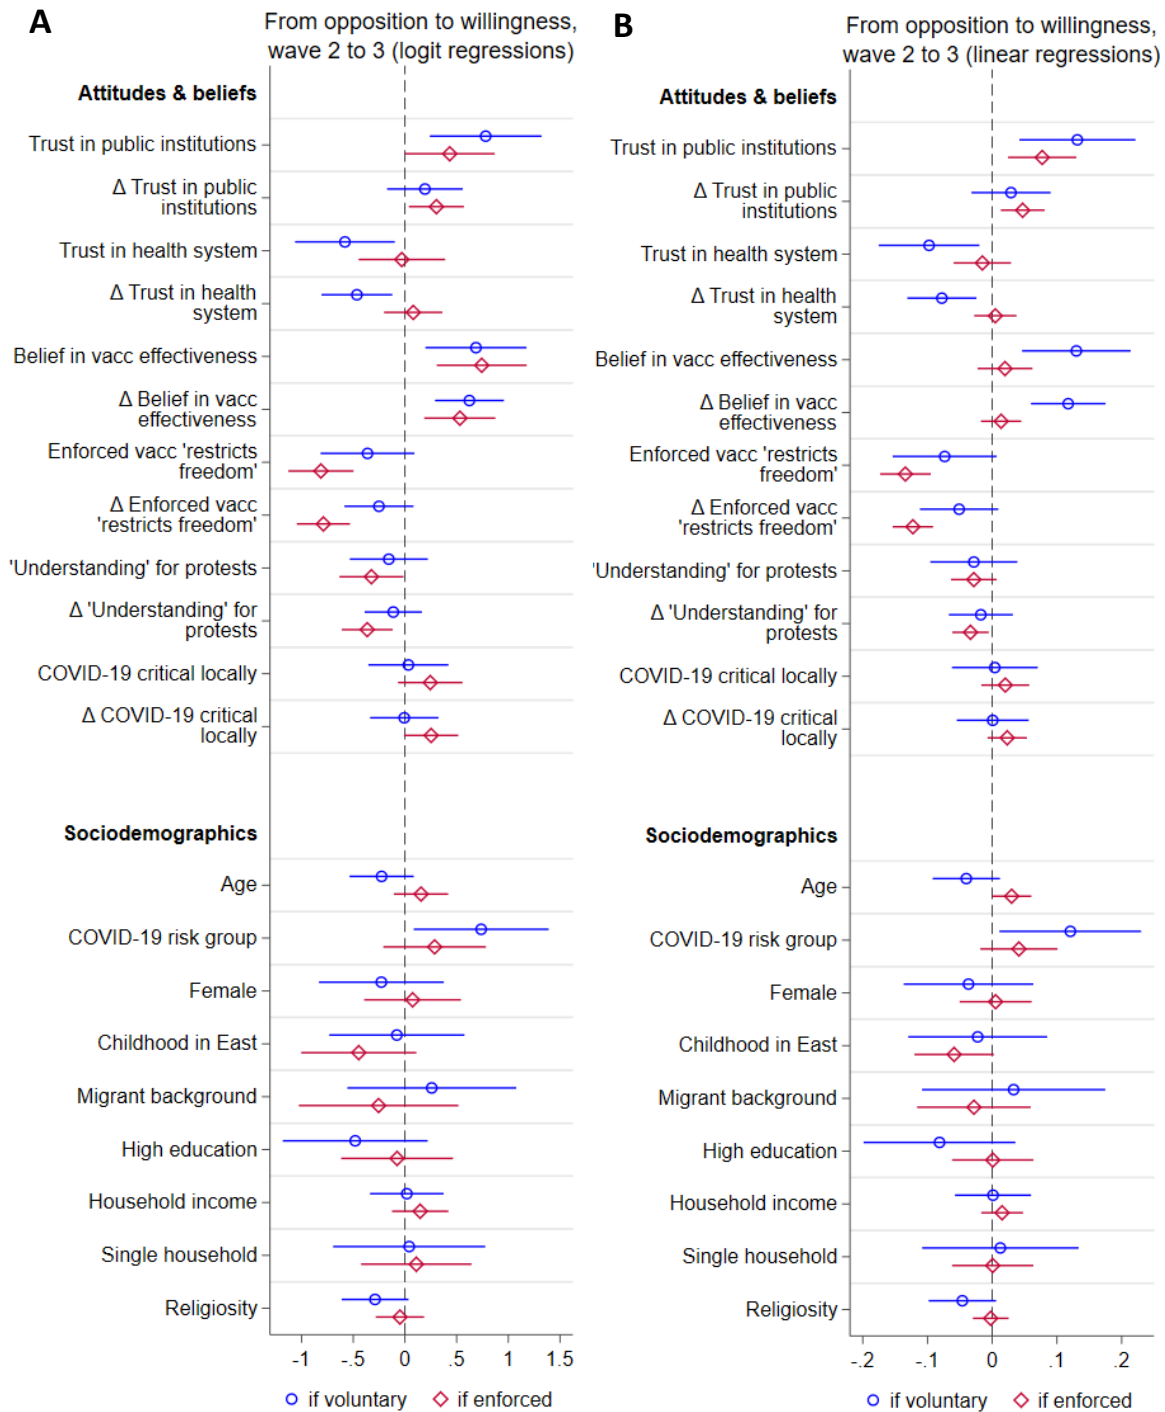 A
From opposition to willingness,
wave 2 to 3 (logit regressions)
Attitudes & beliefs
Trust in public institutions
Δ Trust in public
institutions
Trust in health system
Δ Trust in health
system
Belief in vacc effectiveness
Δ Belief in vacc
effectiveness
Enforced vacc 'restricts
freedom'
Δ Enforced vacc
'restricts freedom'
'Understanding' for protests
Δ 'Understanding' for
protests
COVID-19 critical locally
Δ COVID-19 critical
locally
Sociodemographics
Age
COVID-19 risk group
Female
Childhood in East
Migrant background
High education
Household income
Single household
Religiosity
-1 -.5 0 .5 1 1.5
if voluntary if enforced
B
From opposition to willingness,
wave 2 to 3 (linear regressions)
Attitudes & beliefs
Trust in public institutions
Δ Trust in public
institutions
Trust in health system
Δ Trust in health
system
Belief in vacc effectiveness
Δ Belief in vacc
effectiveness
Enforced vacc 'restricts
freedom'
Δ Enforced vacc
'restricts freedom'
'Understanding' for protests
Δ 'Understanding' for
protests
COVID-19 critical locally
Δ COVID-19 critical
locally
Sociodemographics
Age
COVID-19 risk group
Female
Childhood in East
Migrant background
High education
Household income
Single household
Religiosity
-.2 -.1 0 .1 .2
if voluntary if enforced